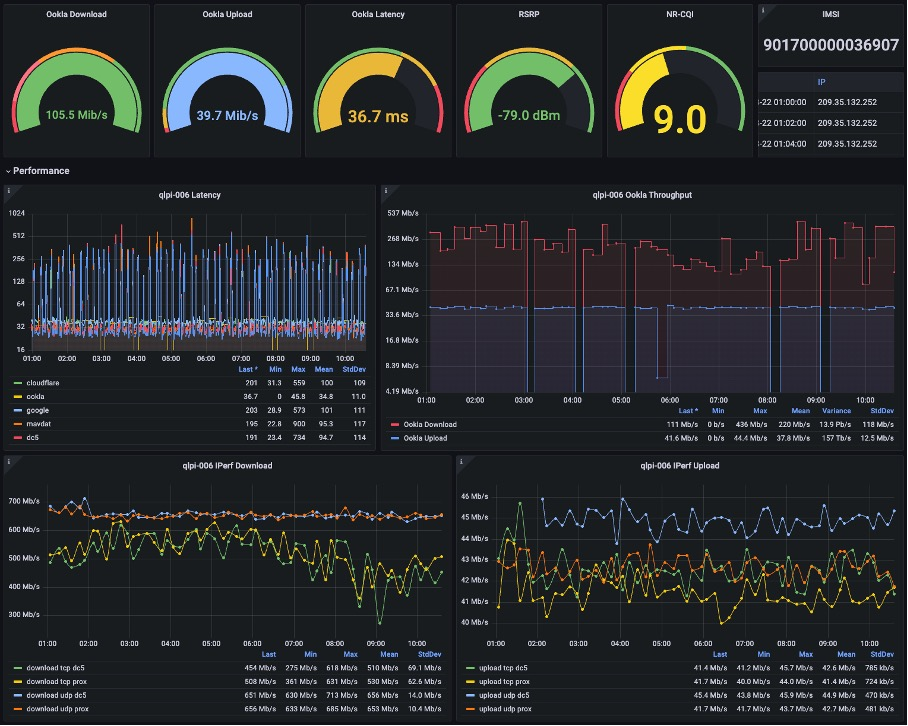 Ookla Download
Ookla Upload
Ookla Latency
RSRP
NR-CQI
i
IMSI
105.5 Mib/s
39.7 Mib/s
36.7 ms
-79.0 dBm
9.0
901700000036907
IP
-22 01:00:00 209.35.132.252
-22 01:02:00 209.35.132.252
-22 01:04:00 209.35.132.252
Performance
i
qlpi-006 Latency
1024
512
256
128
64
32
16
01:00 02:00 03:00 04:00 05:00 06:00 07:00 08:00 09:00 10:00
Last * Min Max Mean StdDev
cloudflare 201 31.3 559 100 109
ookla 36.7 0 45.8 34.8 11.0
google 203 28.9 573 101 111
mavdat 195 22.8 900 95.3 117
dc5 191 23.4 734 94.7 114
i
qlpi-006 Ookla Throughput
537 Mb/s
268 Mb/s
134 Mb/s
67.1 Mb/s
33.6 Mb/s
16.8 Mb/s
8.39 Mb/s
4.19 Mb/s
01:00 02:00 03:00 04:00 05:00 06:00 07:00 08:00 09:00 10:00
Last * Min Max Mean Variance StdDev
Ookla Download 111 Mb/s 0 b/s 436 Mb/s 220 Mb/s 13.9 Pb/s 118 Mb/s
Ookla Upload 41.6 Mb/s 0 b/s 44.4 Mb/s 37.8 Mb/s 157 Tb/s 12.5 Mb/s
i
qlpi-006 IPerf Download
700 Mb/s
600 Mb/s
500 Mb/s
400 Mb/s
300 Mb/s
01:00 02:00 03:00 04:00 05:00 06:00 07:00 08:00 09:00 10:00
Last Min Max Mean StdDev
download tcp dc5 454 Mb/s 275 Mb/s 618 Mb/s 510 Mb/s 69.1 Mb/s
download tcp prox 508 Mb/s 361 Mb/s 631 Mb/s 530 Mb/s 62.6 Mb/s
download udp dc5 651 Mb/s 630 Mb/s 713 Mb/s 656 Mb/s 14.0 Mb/s
download udp prox 656 Mb/s 633 Mb/s 685 Mb/s 653 Mb/s 10.4 Mb/s
i
qlpi-006 IPerf Upload
46 Mb/s
45 Mb/s
44 Mb/s
43 Mb/s
42 Mb/s
41 Mb/s
40 Mb/s
01:00 02:00 03:00 04:00 05:00 06:00 07:00 08:00 09:00 10:00
Last Min Max Mean StdDev
upload tcp dc5 41.4 Mb/s 41.2 Mb/s 45.7 Mb/s 42.6 Mb/s 785 kb/s
upload tcp prox 41.7 Mb/s 40.0 Mb/s 44.0 Mb/s 41.4 Mb/s 724 kb/s
upload udp dc5 45.4 Mb/s 43.8 Mb/s 45.9 Mb/s 44.9 Mb/s 470 kb/s
upload udp prox 41.7 Mb/s 41.7 Mb/s 43.7 Mb/s 42.7 Mb/s 481 kb/s